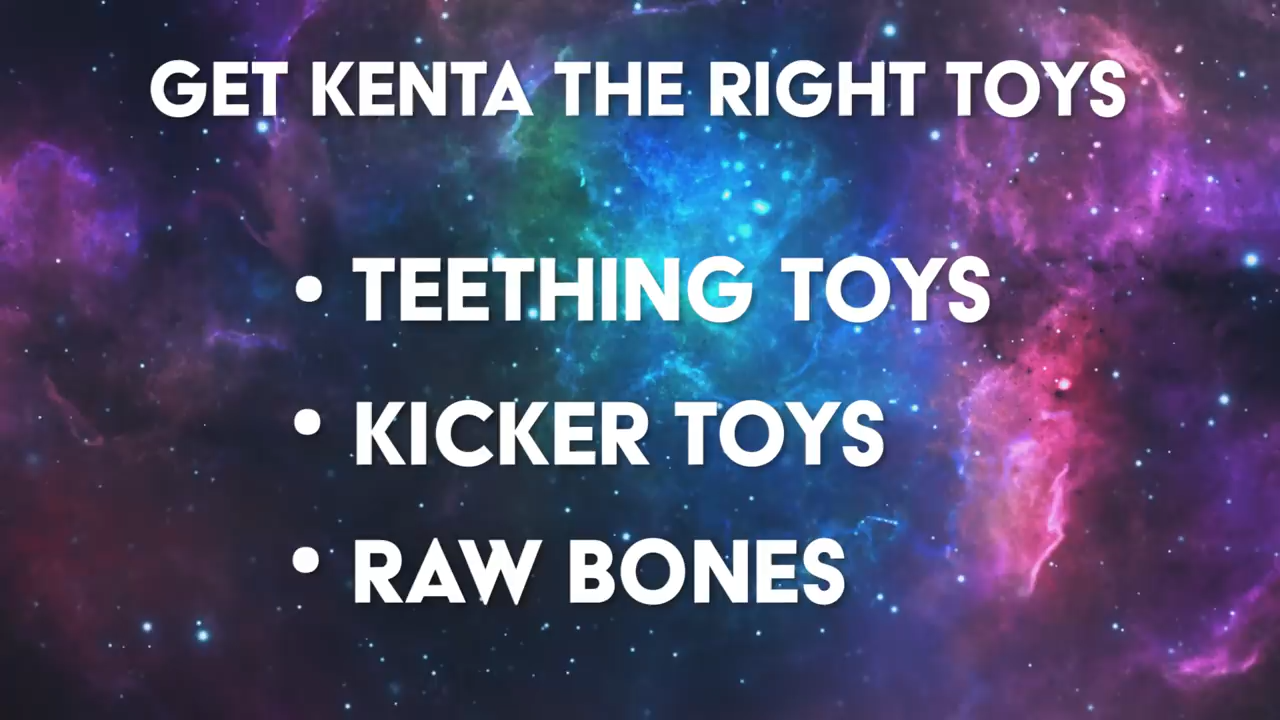 GET KENTA THE RIGHT TOYS
• TEETHING TOYS
• KICKER TOYS
• RAW BONES